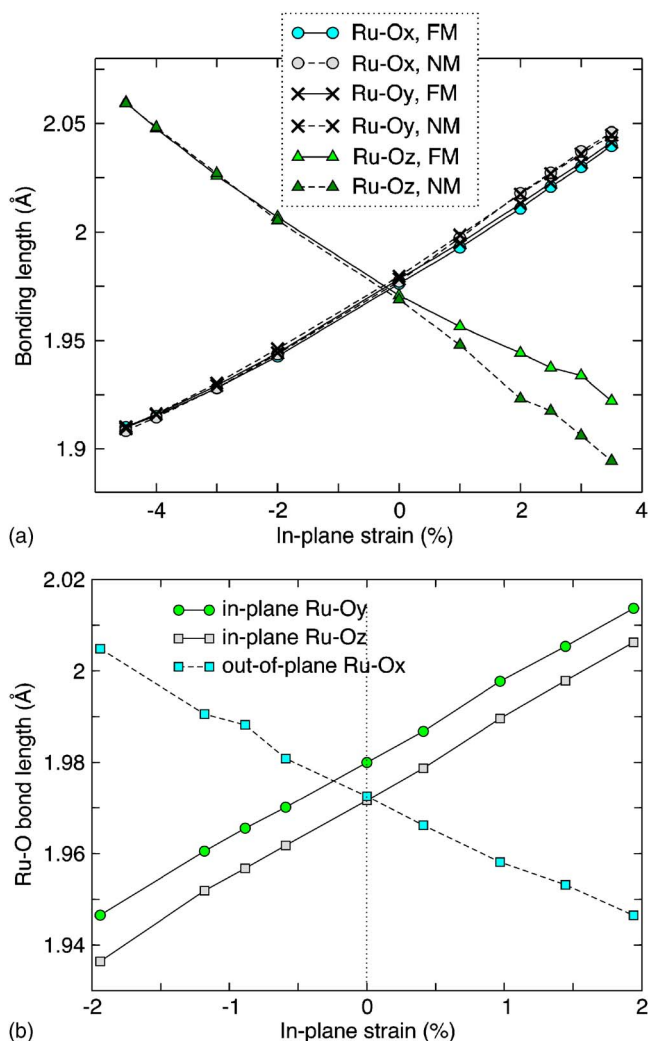 Ru-Ox, FM
Ru-Ox, NM
Ru-Oy, FM
Ru-Oy, NM
Ru-Oz, FM
Ru-Oz, NM
2.05
2
1.95
1.9
Bonding length (Å)
-4
-2
0
2
4
In-plane strain (%)
(a)
2.02
2
1.98
1.96
1.94
Ru-O bond length (Å)
in-plane Ru-Oy
in-plane Ru-Oz
out-of-plane Ru-Ox
-2
-1
0
1
2
In-plane strain (%)
(b)